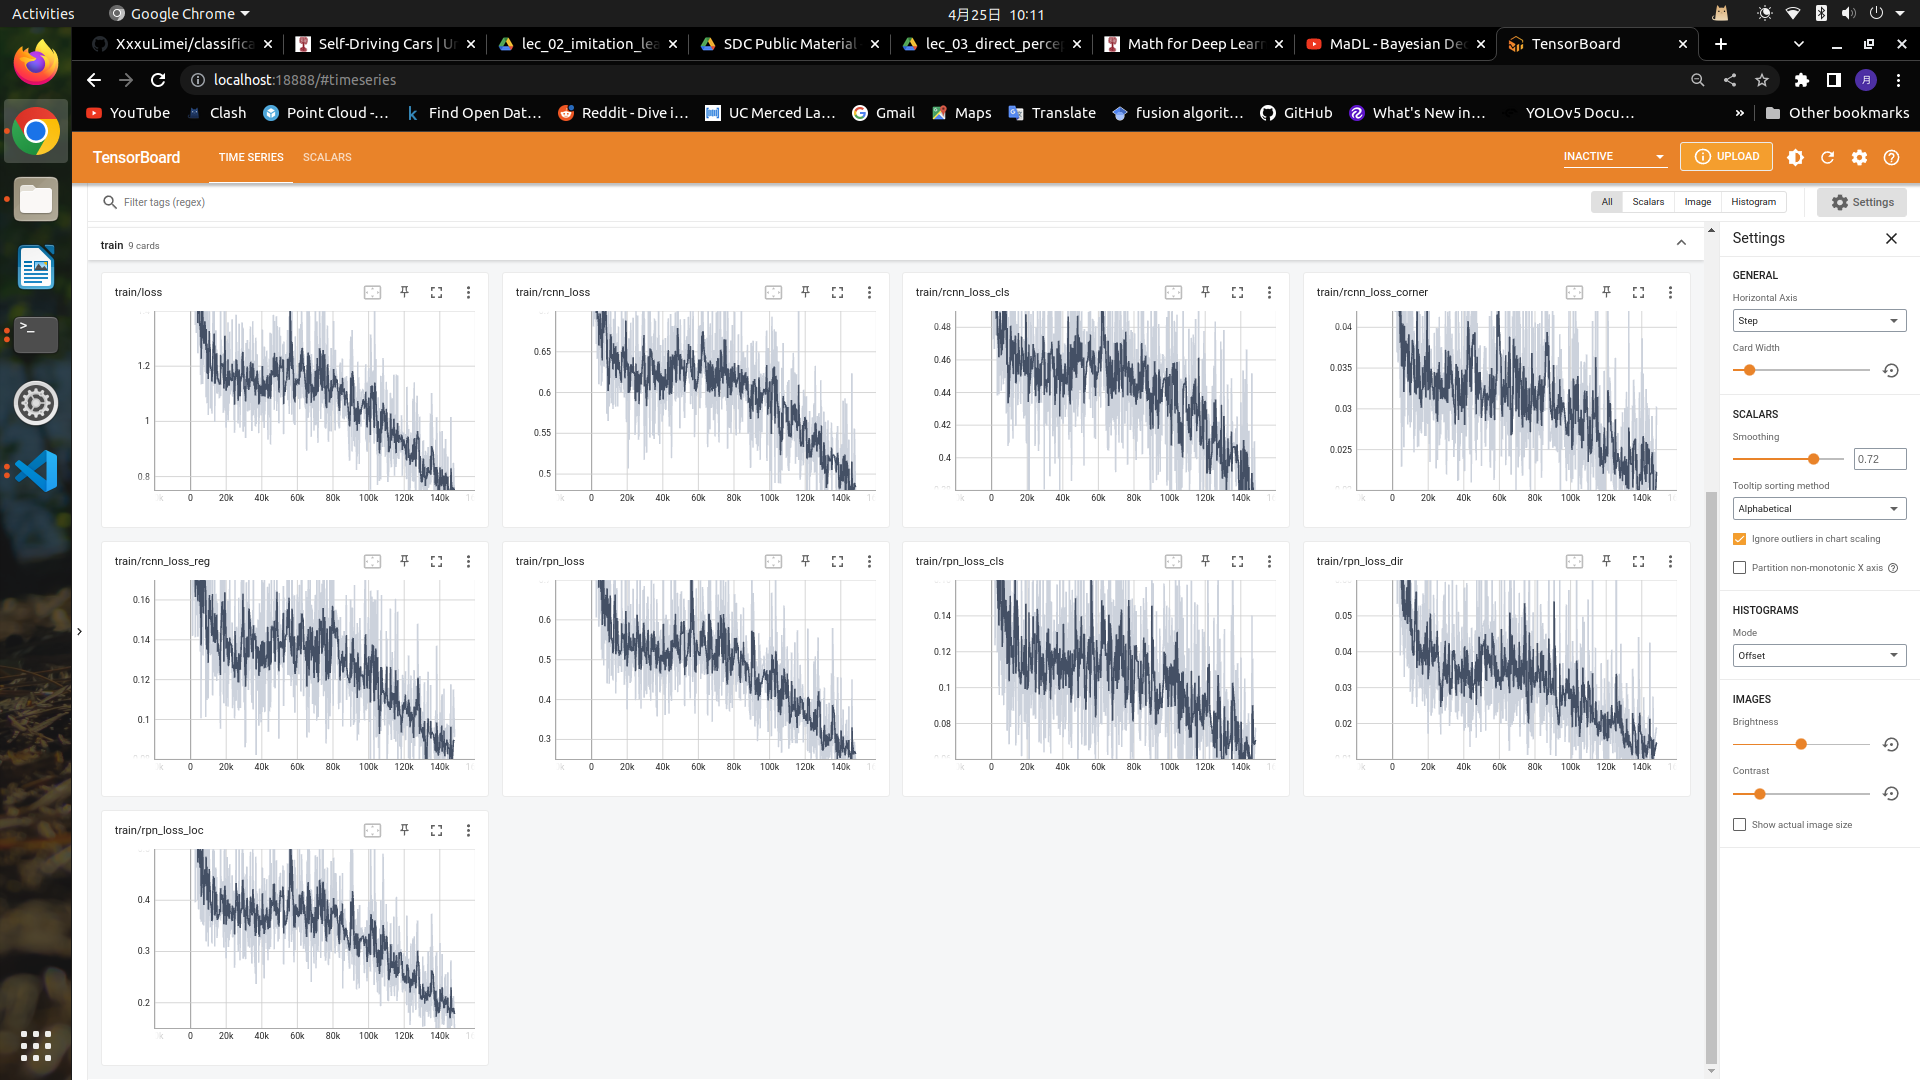 Activities
Google Chrome
4月25日 10:11
XxxuLimei/classifica
Self-Driving Cars | Un
lec_02_imitation_lea
SDC Public Material -
lec_03_direct_percep
Math for Deep Learn
MaDL - Bayesian Dec
TensorBoard
localhost:18888/#timeseries
月
YouTube
Clash
Point Cloud -...
Find Open Dat...
Reddit - Dive i...
UC Merced La...
Gmail
Maps
Translate
fusion algorit...
GitHub
What's New in...
YOLOv5 Docu...
»
Other bookmarks
TensorBoard
TIME SERIES
SCALARS
INACTIVE
UPLOAD
Filter tags (regex)
All
Scalars
Image
Histogram
Settings
train 9 cards
train/loss
1.2
1
0.8
0 20k 40k 60k 80k 100k 120k 140k
train/rcnn_loss
0.65
0.6
0.55
0.5
0 20k 40k 60k 80k 100k 120k 140k
train/rcnn_loss_cls
0.48
0.46
0.44
0.42
0.4
0 20k 40k 60k 80k 100k 120k 140k
train/rcnn_loss_corner
0.04
0.035
0.03
0.025
0 20k 40k 60k 80k 100k 120k 140k
train/rcnn_loss_reg
0.16
0.14
0.12
0.1
0 20k 40k 60k 80k 100k 120k 140k
train/rpn_loss
0.6
0.5
0.4
0.3
0 20k 40k 60k 80k 100k 120k 140k
train/rpn_loss_cls
0.14
0.12
0.1
0.08
0 20k 40k 60k 80k 100k 120k 140k
train/rpn_loss_dir
0.05
0.04
0.03
0.02
0 20k 40k 60k 80k 100k 120k 140k
train/rpn_loss_loc
0.4
0.3
0.2
0 20k 40k 60k 80k 100k 120k 140k
Settings
GENERAL
Horizontal Axis
Step
Card Width
SCALARS
Smoothing
0.72
Tooltip sorting method
Alphabetical
Ignore outliers in chart scaling
Partition non-monotonic X axis
HISTOGRAMS
Mode
Offset
IMAGES
Brightness
Contrast
Show actual image size